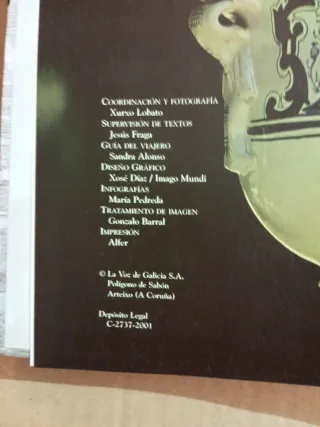 COORDINACIÓN Y FOTOGRAFÍA
Xurxo Lobato
SUPERVISIÓN DE TEXTOS
Jesús Fraga
GUÍA DEL VIAJERO
Sandra Alonso
DISEÑO GRÁFICO
Xosé Díaz / Imago Mundi
INFOGRAFÍAS
María Pedreda
TRATAMIENTO DE IMAGEN
Gonzalo Barral
IMPRESIÓN
Alfer
© La Voz de Galicia S.A.
Polígono de Sabón
Arteixo (A Coruña)
Depósito Legal
C-2737-2001